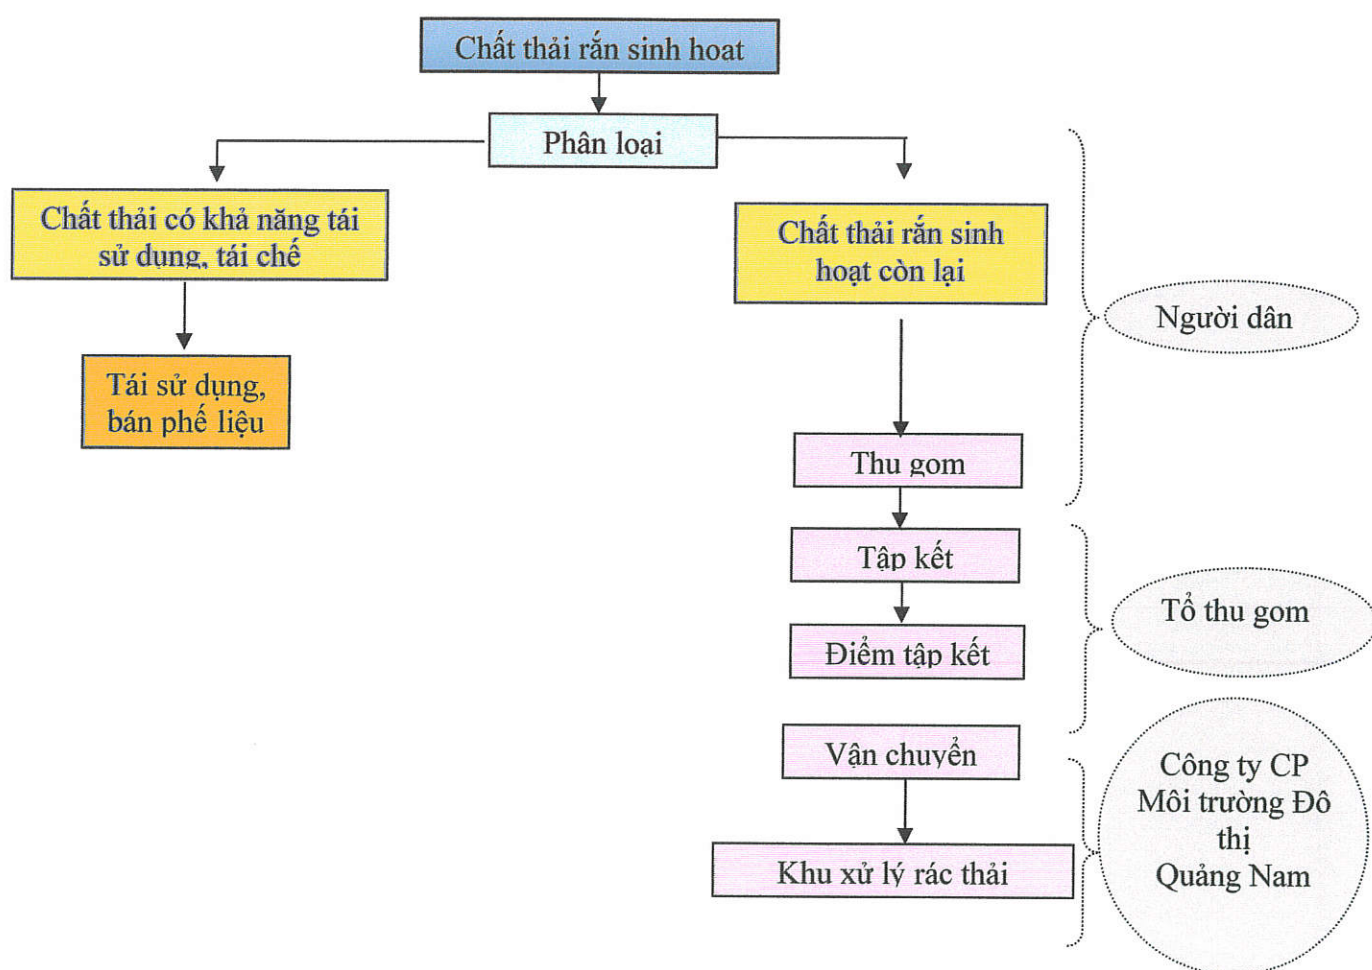 Chất thải rắn sinh hoat
Phân loại
Chất thải có khả năng tái
sử dụng, tái chế
Chất thải rắn sinh
hoạt còn lại
Người dân
Tái sử dụng,
bán phế liệu
Thu gom
Tập kết
Tổ thu gom
Điểm tập kết
Vận chuyển
Công ty CP
Môi trường Đô
thị
Quảng Nam
Khu xử lý rác thải